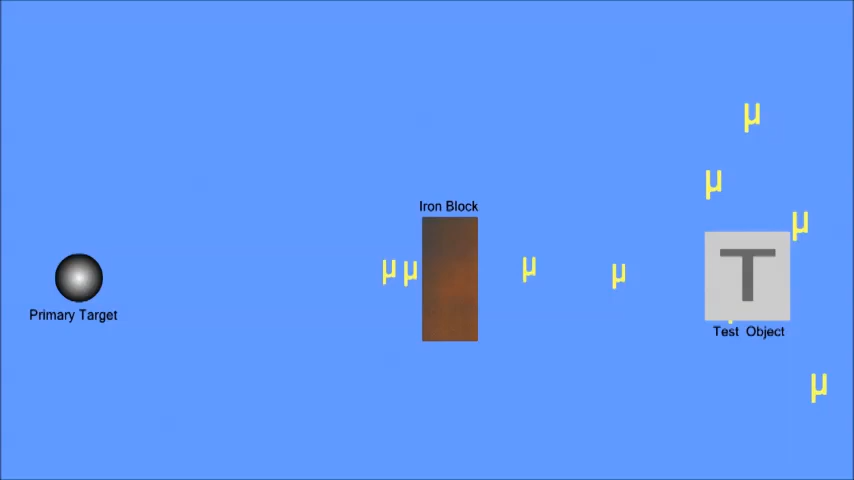 μ
μ
Iron Block
μ
μ μ μ μ
T
Primary Target
Test Object
μ